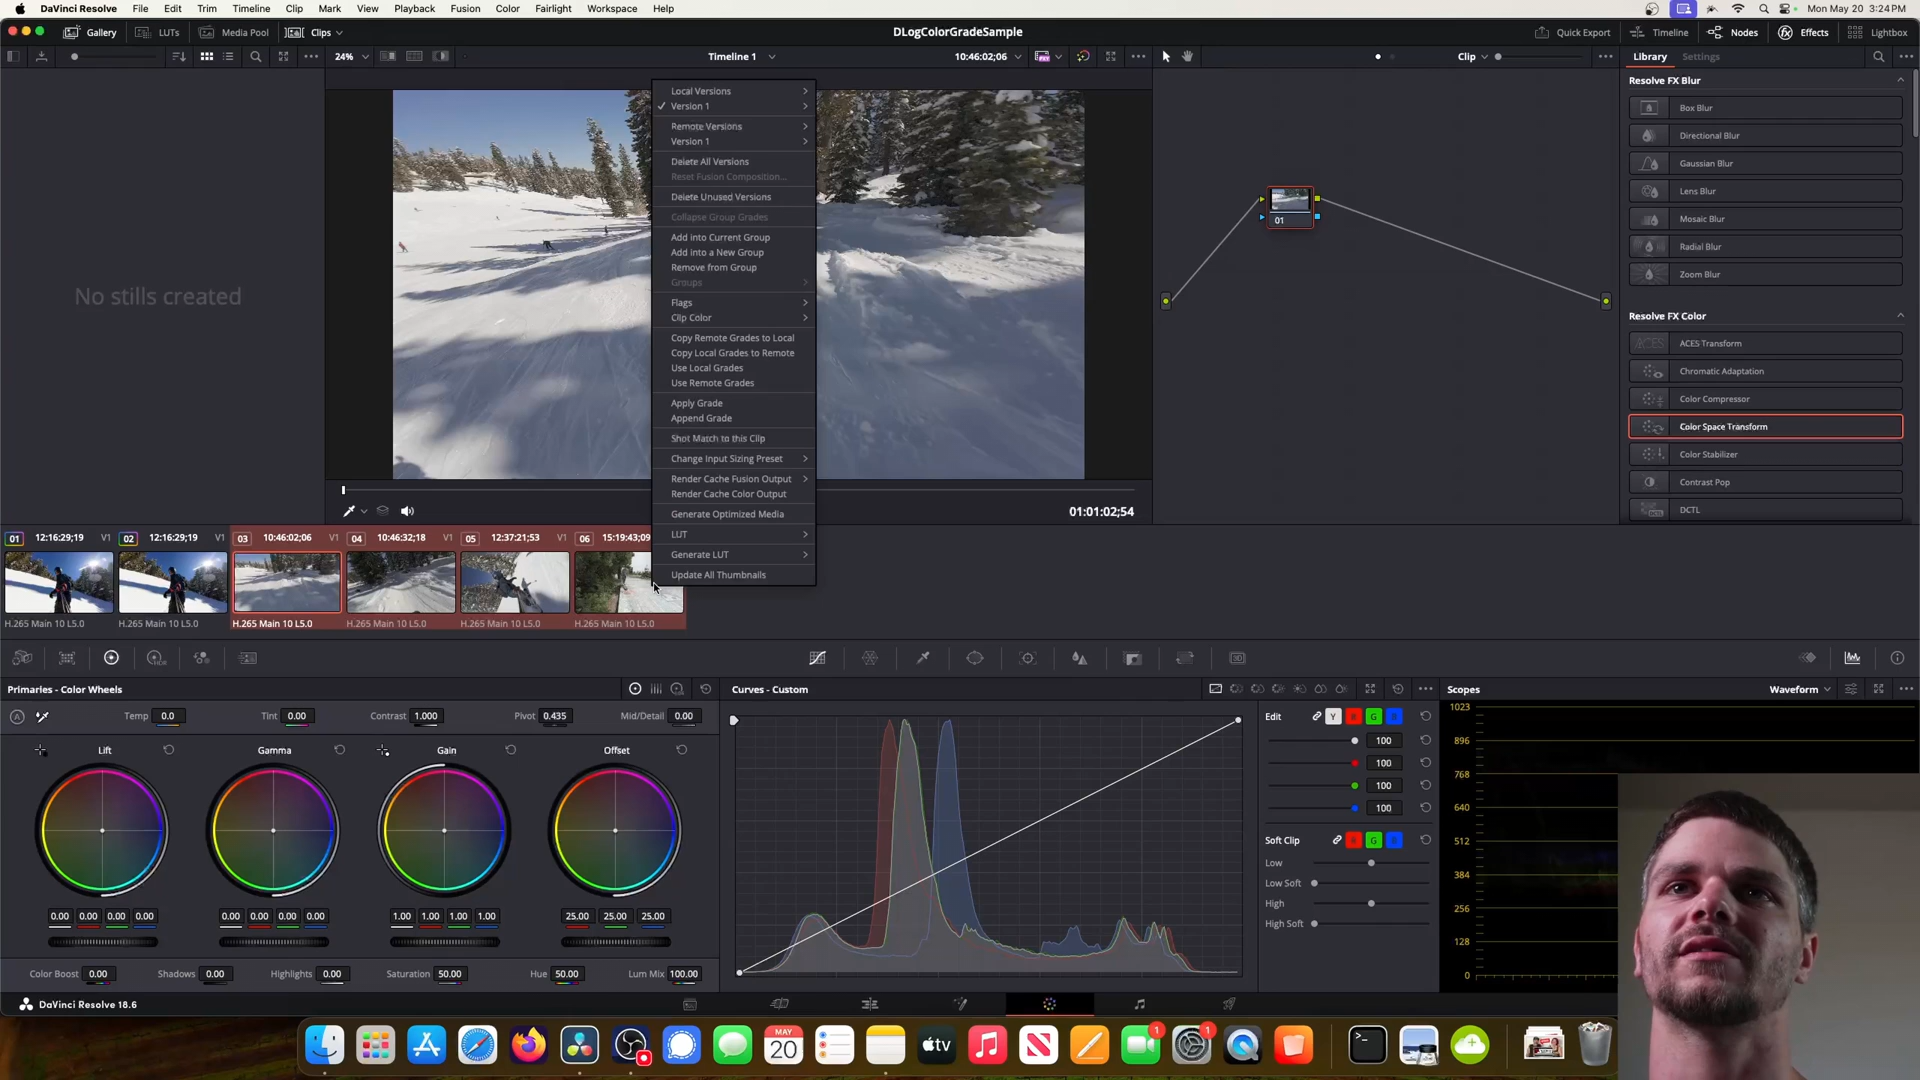 DaVinci Resolve File Edit Trim Timeline Clip Mark View Playback Fusion Color Fairlight Workspace Help Mon May 20 3:24 PM
Gallery LUTs Media Pool Clips DLogColorGradeSample Quick Export Timeline Nodes Effects Lightbox
24% Timeline 1 10:46:02;06 Clip Library Settings
No stills created
Local Versions
Version 1
Remote Versions
Version 1
Delete All Versions
Reset Fusion Composition...
Delete Unused Versions
Collapse Group Grades
Add into Current Group
Add into a New Group
Remove from Group
Groups
Flags
Clip Color
Copy Remote Grades to Local
Copy Local Grades to Remote
Use Local Grades
Use Remote Grades
Apply Grade
Append Grade
Shot Match to this Clip
Change Input Sizing Preset
Render Cache Fusion Output
Render Cache Color Output
Generate Optimized Media
LUT
Generate LUT
Update All Thumbnails
01
Resolve FX Blur
Box Blur
Directional Blur
Gaussian Blur
Lens Blur
Mosaic Blur
Radial Blur
Zoom Blur
Resolve FX Color
ACES Transform
Chromatic Adaptation
Color Compressor
Color Space Transform
Color Stabilizer
Contrast Pop
DCTL
01:01:02;54
01 12:16:29;19 V1 02 12:16:29;19 V1 03 10:46:02;06 V1 04 10:46:32;18 V1 05 12:37:21;53 V1 06 15:19:43;09
H.265 Main 10 L5.0 H.265 Main 10 L5.0 H.265 Main 10 L5.0 H.265 Main 10 L5.0 H.265 Main 10 L5.0 H.265 Main 10 L5.0
Primaries - Color Wheels
Temp 0.0 Tint 0.00 Contrast 1.000 Pivot 0.435 Mid/Detail 0.00
Lift Gamma Gain Offset
0.00 0.00 0.00 0.00 0.00 0.00 0.00 0.00 1.00 1.00 1.00 1.00 25.00 25.00 25.00
Color Boost 0.00 Shadows 0.00 Highlights 0.00 Saturation 50.00 Hue 50.00 Lum Mix 100.00
Curves - Custom
Edit Y R G B
100
100
100
100
Soft Clip R G B
Low
Low Soft
High
High Soft
Scopes Waveform
1023
896
768
640
512
384
256
128
0
DaVinci Resolve 18.6
MAY
20
tv
1
1